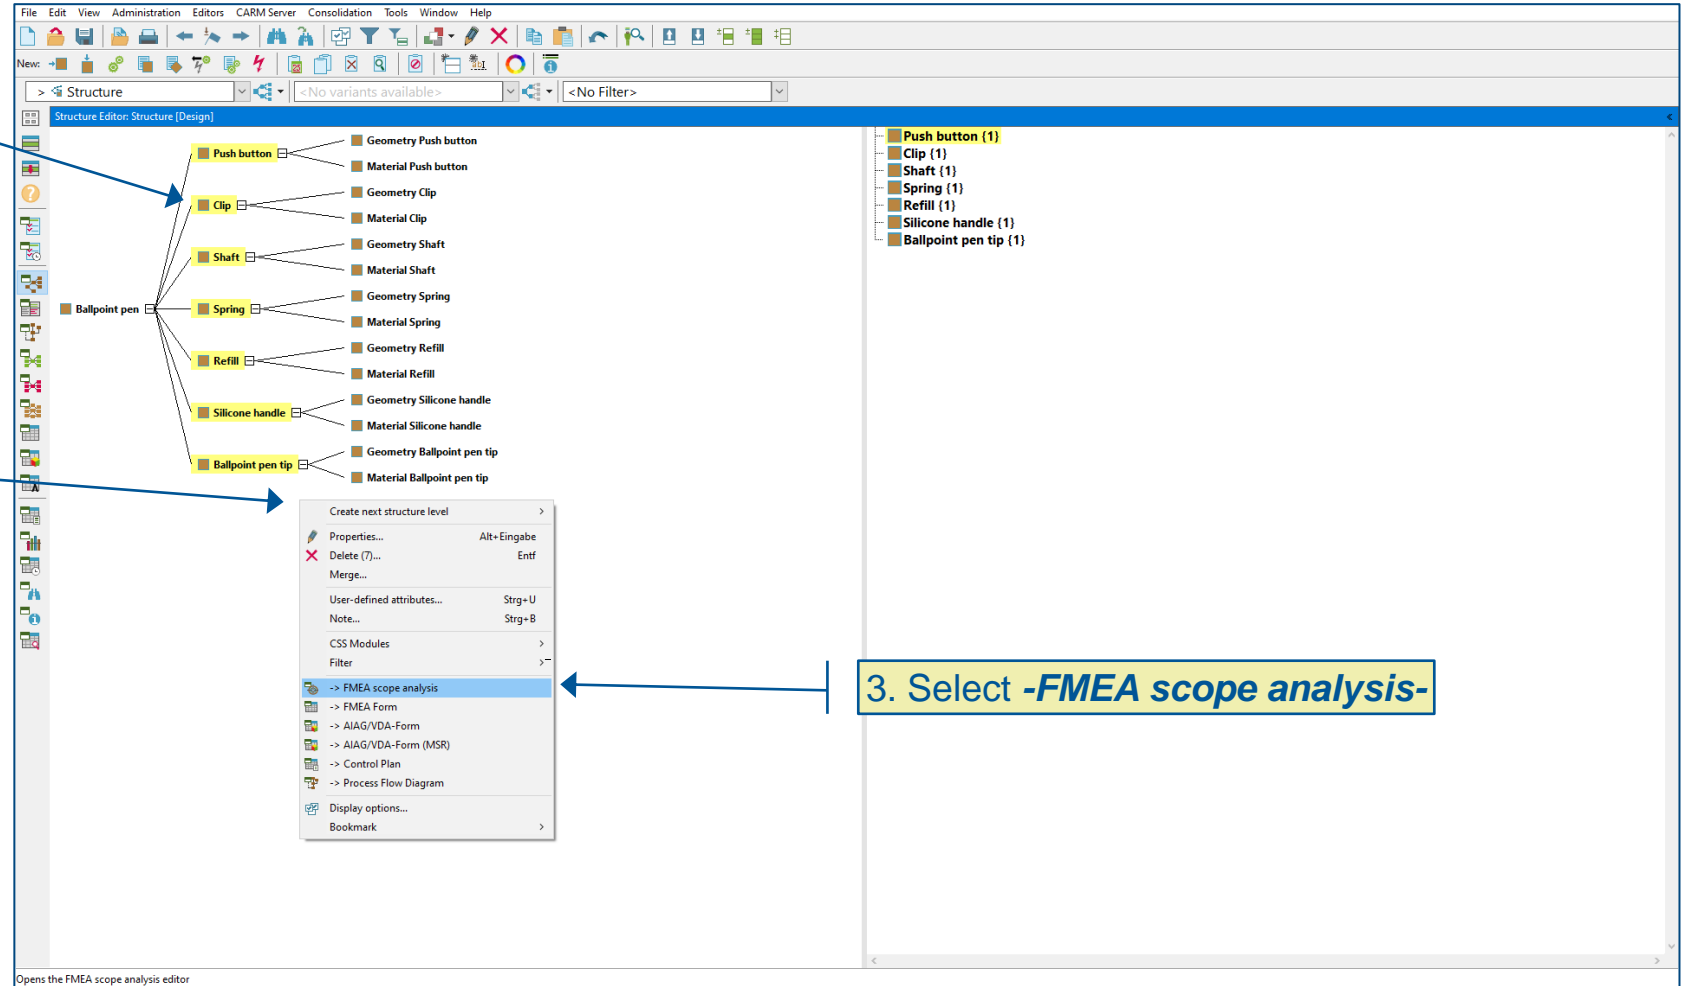 File Edit View Administration Editors CARM Server Consolidation Tools Window Help
New:
> Structure <No variants available> <No Filter>
Structure Editor: Structure [Design]
Push button
Geometry Push button
Material Push button
Clip
Geometry Clip
Material Clip
Shaft
Geometry Shaft
Material Shaft
Ballpoint pen
Spring
Geometry Spring
Material Spring
Refill
Geometry Refill
Material Refill
Silicone handle
Geometry Silicone handle
Material Silicone handle
Ballpoint pen tip
Geometry Ballpoint pen tip
Material Ballpoint pen tip
Push button {1}
Clip {1}
Shaft {1}
Spring {1}
Refill {1}
Silicone handle {1}
Ballpoint pen tip {1}
Create next structure level >
Properties... Alt+Eingabe
Delete (7)... Entf
Merge...
User-defined attributes... Strg+U
Note... Strg+B
CSS Modules >
Filter >
-> FMEA scope analysis
-> FMEA Form
-> AIAG/VDA-Form
-> AIAG/VDA-Form (MSR)
-> Control Plan
-> Process Flow Diagram
Display options...
Bookmark >
3. Select -FMEA scope analysis-
Opens the FMEA scope analysis editor